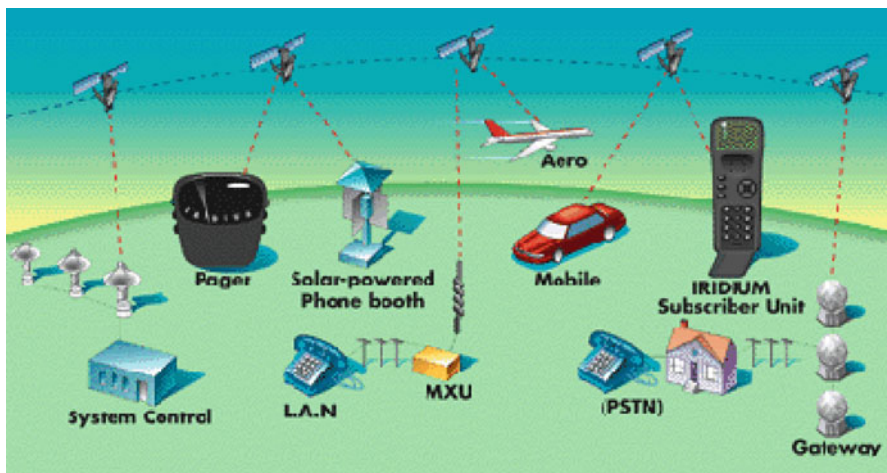 Aero
Pager
Solar-powered
Phone booth
Mobile
IRIDIUM
Subscriber Unit
System Control
L.A.N
MXU
(PSTN)
Gateway